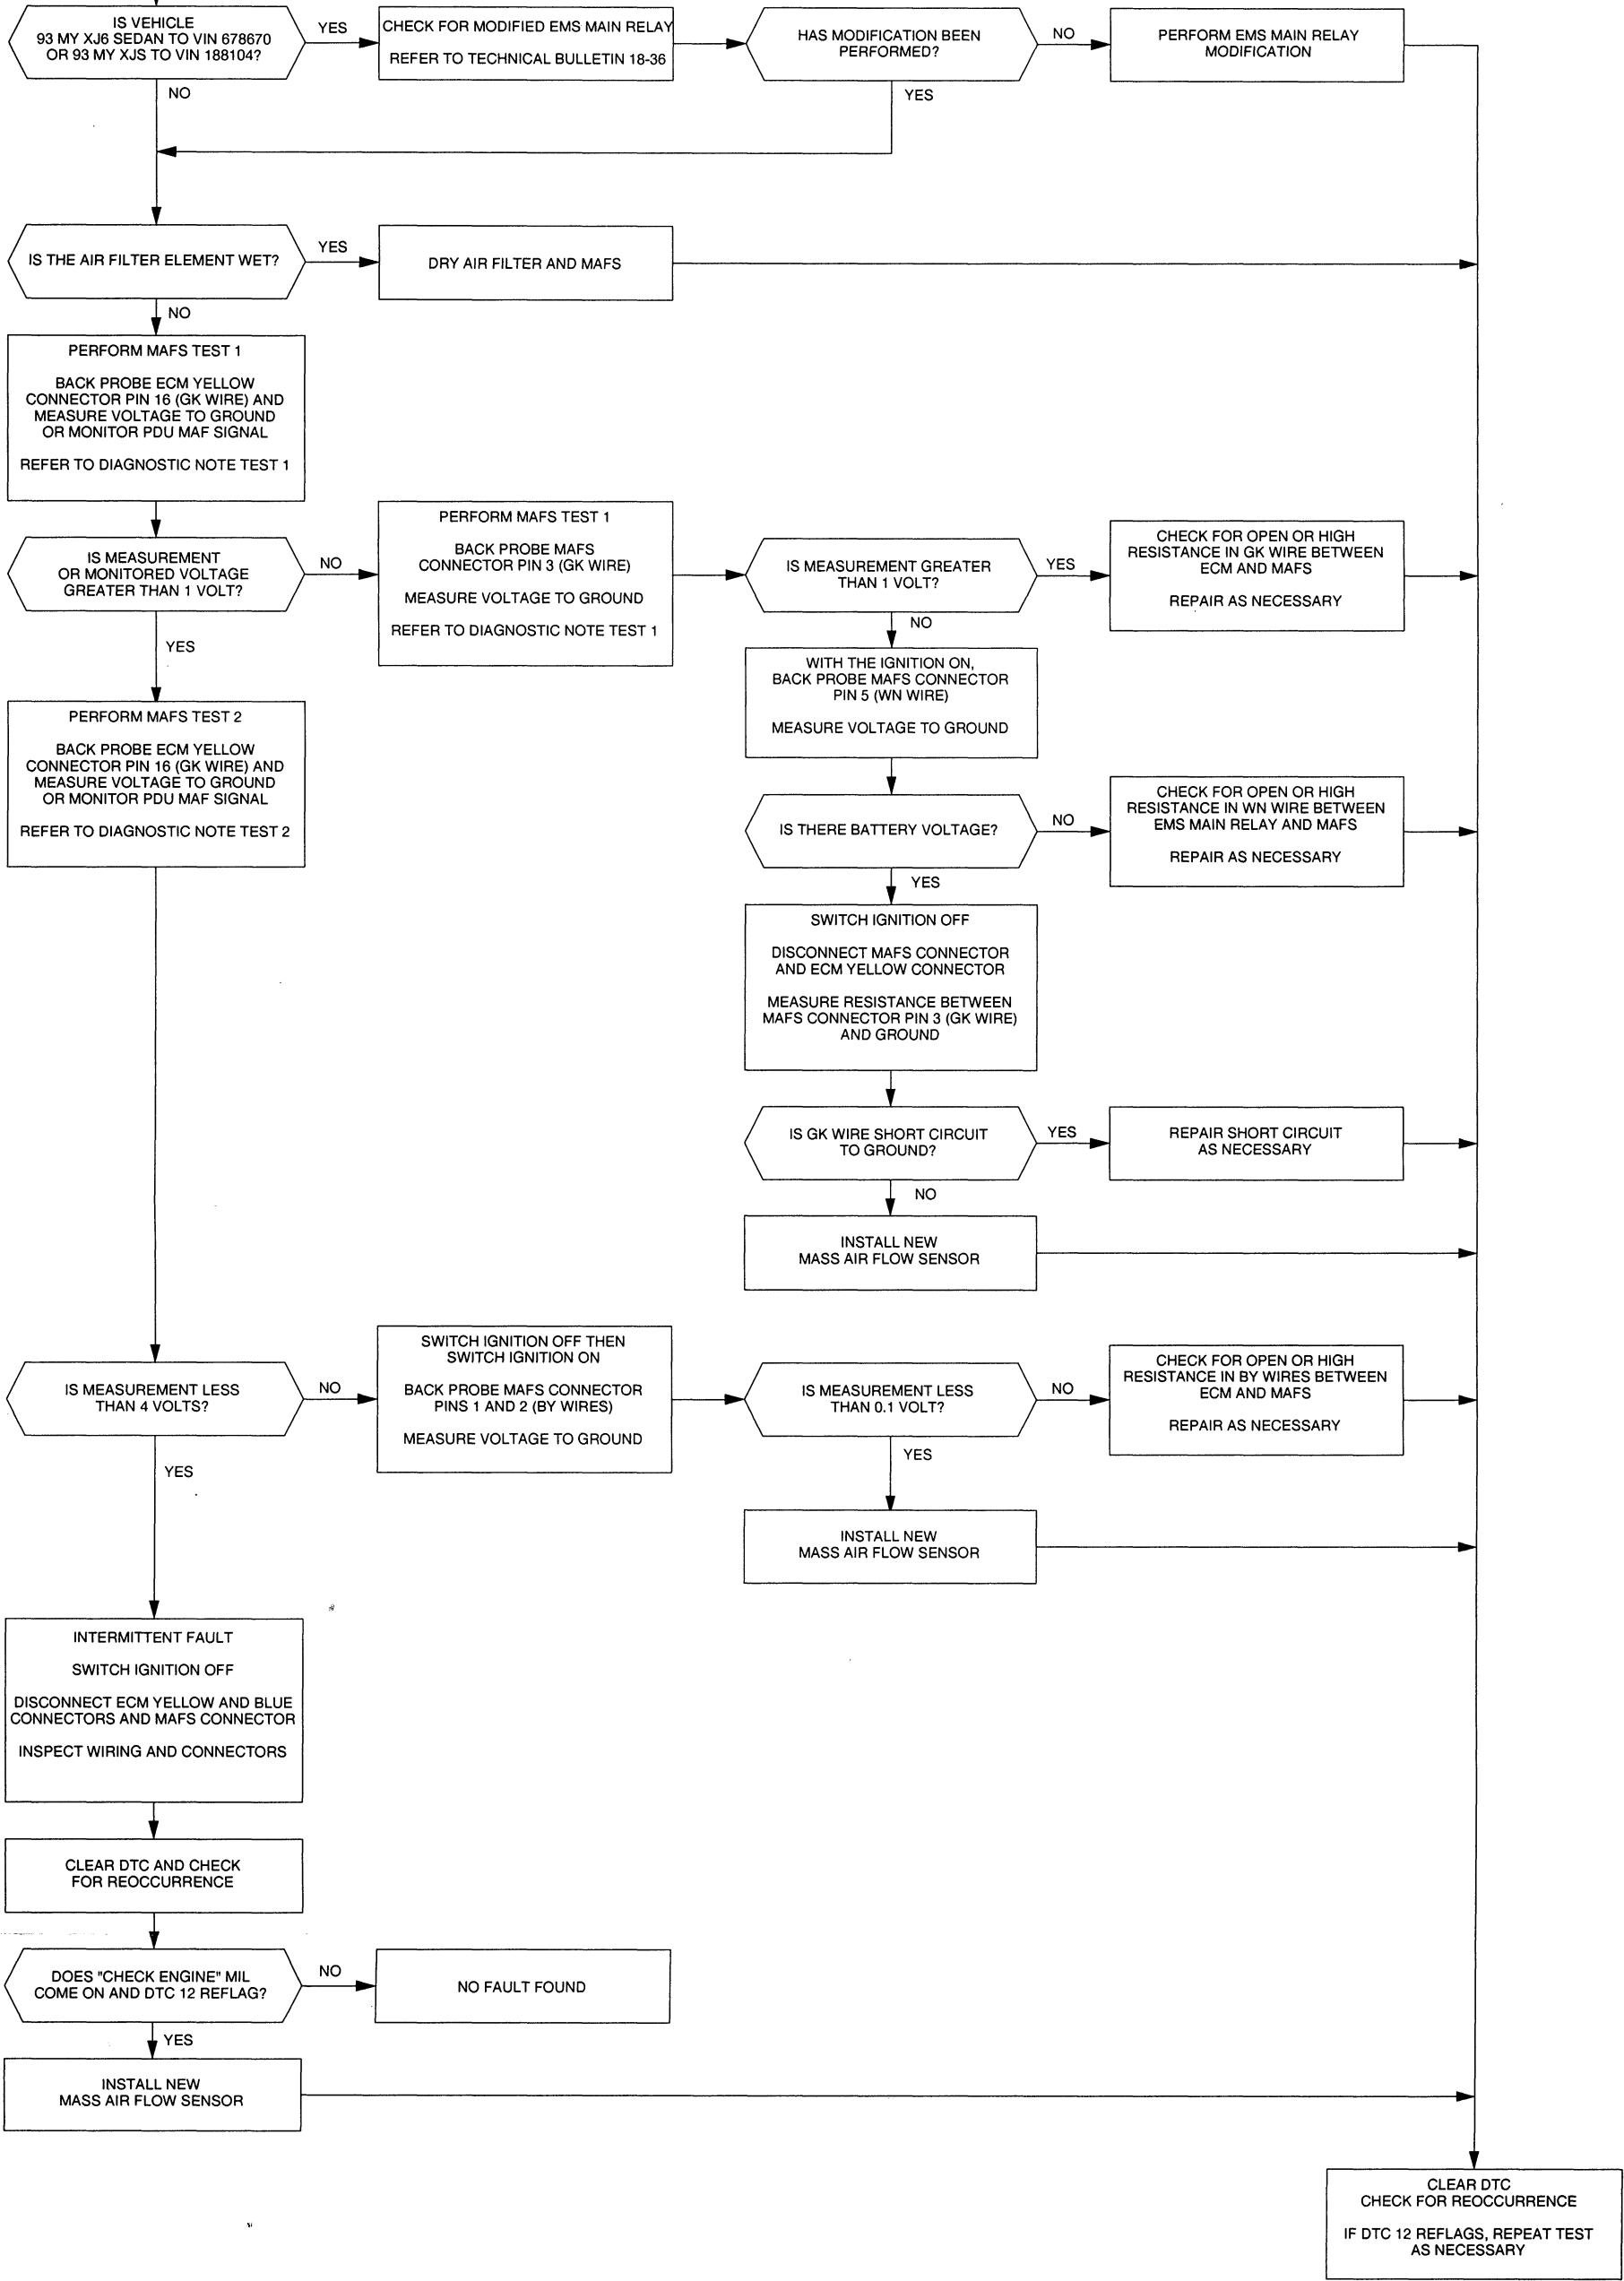 IS VEHICLE
93 MY XJ6 SEDAN TO VIN 678670
OR 93 MY XJS TO VIN 188104?
YES
CHECK FOR MODIFIED EMS MAIN RELAY
REFER TO TECHNICAL BULLETIN 18-36
HAS MODIFICATION BEEN
PERFORMED?
NO
PERFORM EMS MAIN RELAY
MODIFICATION
NO
YES
IS THE AIR FILTER ELEMENT WET?
YES
DRY AIR FILTER AND MAFS
NO
PERFORM MAFS TEST 1
BACK PROBE ECM YELLOW
CONNECTOR PIN 16 (GK WIRE) AND
MEASURE VOLTAGE TO GROUND
OR MONITOR PDU MAF SIGNAL
REFER TO DIAGNOSTIC NOTE TEST 1
IS MEASUREMENT
OR MONITORED VOLTAGE
GREATER THAN 1 VOLT?
NO
PERFORM MAFS TEST 1
BACK PROBE MAFS
CONNECTOR PIN 3 (GK WIRE)
MEASURE VOLTAGE TO GROUND
REFER TO DIAGNOSTIC NOTE TEST 1
IS MEASUREMENT GREATER
THAN 1 VOLT?
YES
CHECK FOR OPEN OR HIGH
RESISTANCE IN GK WIRE BETWEEN
ECM AND MAFS
REPAIR AS NECESSARY
NO
WITH THE IGNITION ON,
BACK PROBE MAFS CONNECTOR
PIN 5 (WN WIRE)
MEASURE VOLTAGE TO GROUND
YES
PERFORM MAFS TEST 2
BACK PROBE ECM YELLOW
CONNECTOR PIN 16 (GK WIRE) AND
MEASURE VOLTAGE TO GROUND
OR MONITOR PDU MAF SIGNAL
REFER TO DIAGNOSTIC NOTE TEST 2
IS THERE BATTERY VOLTAGE?
NO
CHECK FOR OPEN OR HIGH
RESISTANCE IN WN WIRE BETWEEN
EMS MAIN RELAY AND MAFS
REPAIR AS NECESSARY
YES
SWITCH IGNITION OFF
DISCONNECT MAFS CONNECTOR
AND ECM YELLOW CONNECTOR
MEASURE RESISTANCE BETWEEN
MAFS CONNECTOR PIN 3 (GK WIRE)
AND GROUND
IS GK WIRE SHORT CIRCUIT
TO GROUND?
YES
REPAIR SHORT CIRCUIT
AS NECESSARY
NO
INSTALL NEW
MASS AIR FLOW SENSOR
IS MEASUREMENT LESS
THAN 4 VOLTS?
NO
SWITCH IGNITION OFF THEN
SWITCH IGNITION ON
BACK PROBE MAFS CONNECTOR
PINS 1 AND 2 (BY WIRES)
MEASURE VOLTAGE TO GROUND
IS MEASUREMENT LESS
THAN 0.1 VOLT?
NO
CHECK FOR OPEN OR HIGH
RESISTANCE IN BY WIRES BETWEEN
ECM AND MAFS
REPAIR AS NECESSARY
YES
INSTALL NEW
MASS AIR FLOW SENSOR
YES
INTERMITTENT FAULT
SWITCH IGNITION OFF
DISCONNECT ECM YELLOW AND BLUE
CONNECTORS AND MAFS CONNECTOR
INSPECT WIRING AND CONNECTORS
CLEAR DTC AND CHECK
FOR REOCCURRENCE
DOES "CHECK ENGINE" MIL
COME ON AND DTC 12 REFLAG?
NO
NO FAULT FOUND
YES
INSTALL NEW
MASS AIR FLOW SENSOR
CLEAR DTC
CHECK FOR REOCCURRENCE
IF DTC 12 REFLAGS, REPEAT TEST
AS NECESSARY